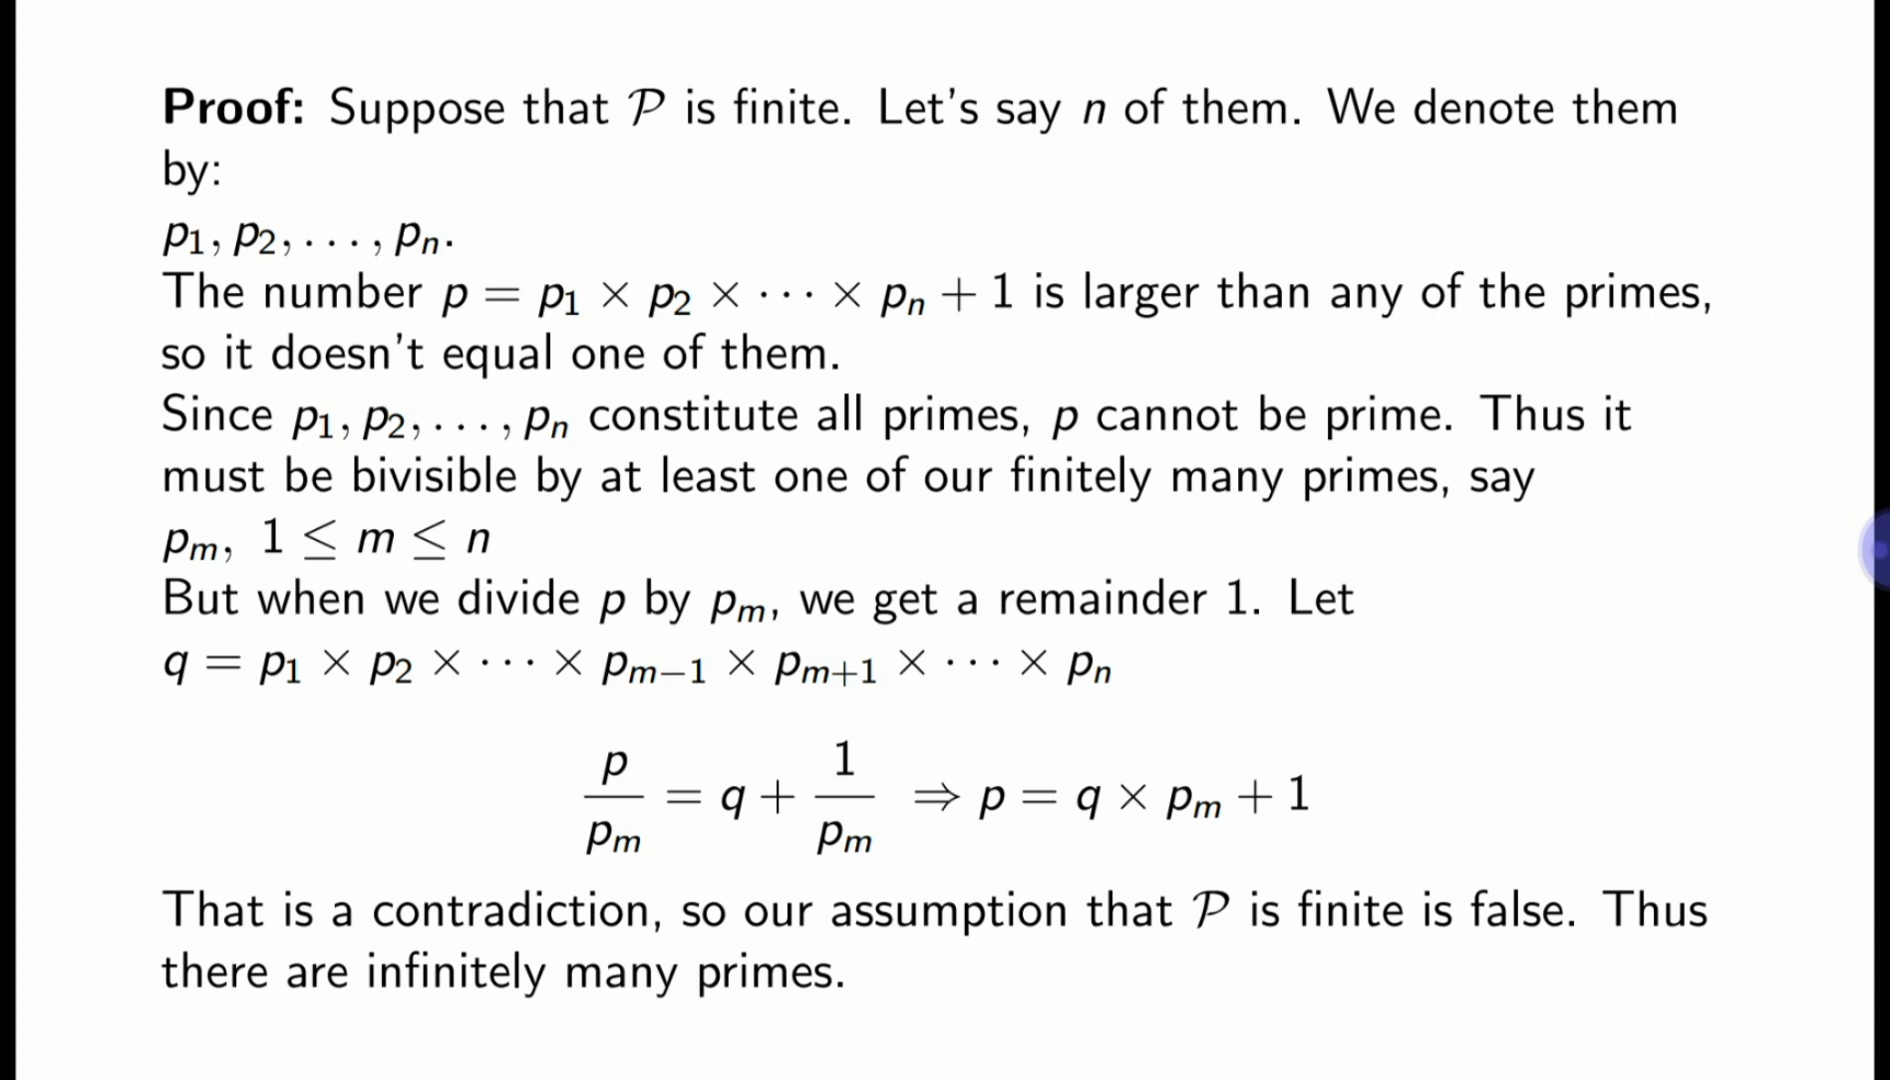 Proof: Suppose that 𝒫 is finite. Let's say n of them. We denote them
by:
p₁, p₂, . . . , pₙ.
The number p = p₁ × p₂ × · · · × pₙ + 1 is larger than any of the primes,
so it doesn't equal one of them.
Since p₁, p₂, . . . , pₙ constitute all primes, p cannot be prime. Thus it
must be bivisible by at least one of our finitely many primes, say
pₘ, 1 ≤ m ≤ n
But when we divide p by pₘ, we get a remainder 1. Let
q = p₁ × p₂ × · · · × pₘ₋₁ × pₘ₊₁ × · · · × pₙ
p/pₘ = q + 1/pₘ ⇒ p = q × pₘ + 1
That is a contradiction, so our assumption that 𝒫 is finite is false. Thus
there are infinitely many primes.